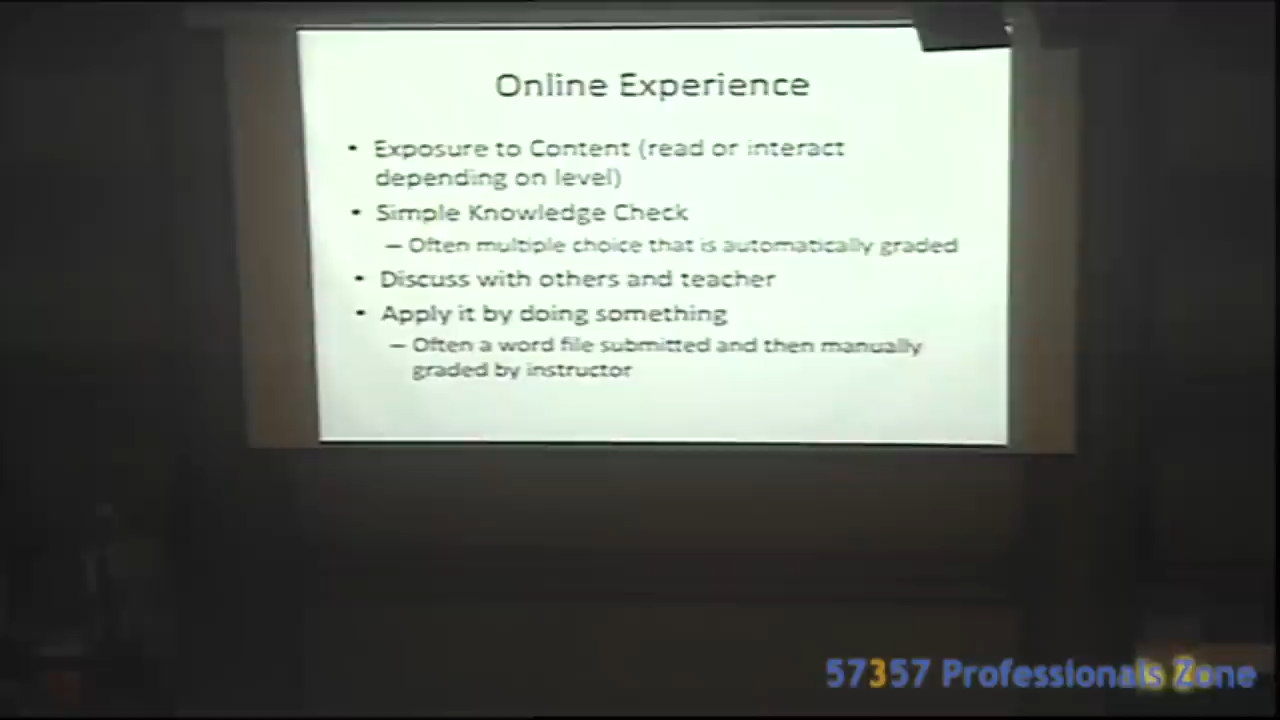 Online Experience
• Exposure to Content (read or interact
depending on level)
• Simple Knowledge Check
– Often multiple choice that is automatically graded
• Discuss with others and teacher
• Apply it by doing something
– Often a word file submitted and then manually
graded by instructor
57357 Professionals Zone